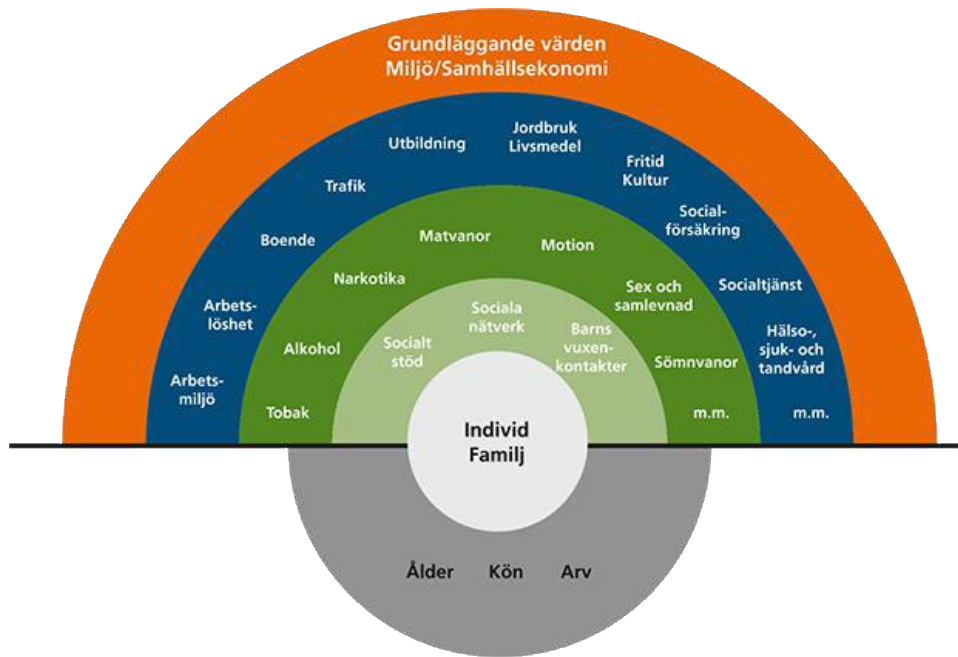 Grundläggande värden
Miljö/Samhällsekonomi
Arbets-
miljö
Arbets-
löshet
Boende
Trafik
Utbildning
Jordbruk
Livsmedel
Fritid
Kultur
Social-
försäkring
Socialtjänst
Hälso-,
sjuk- och
tandvård
m.m.
Tobak
Alkohol
Narkotika
Matvanor
Motion
Sex och
samlevnad
Sömnvanor
m.m.
Socialt
stöd
Sociala
nätverk
Barns
vuxen-
kontakter
Individ
Familj
Ålder Kön Arv